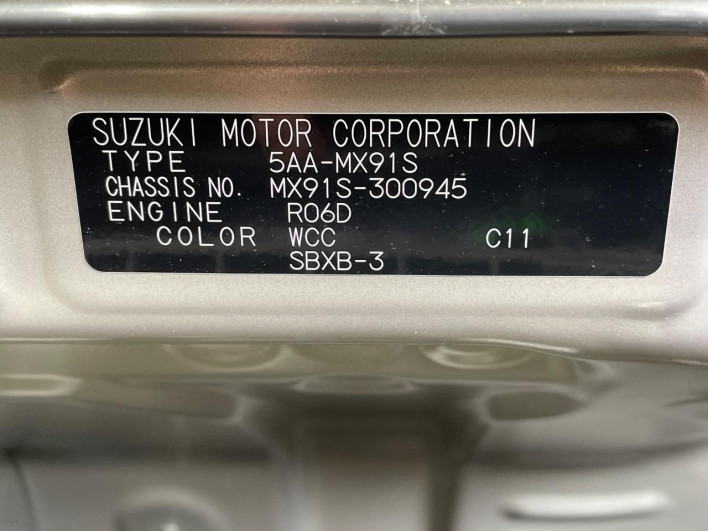 SUZUKI MOTOR CORPORATION
TYPE 5AA-MX91S
CHASSIS NO. MX91S-300945
ENGINE R06D
COLOR WCC C11
SBXB-3